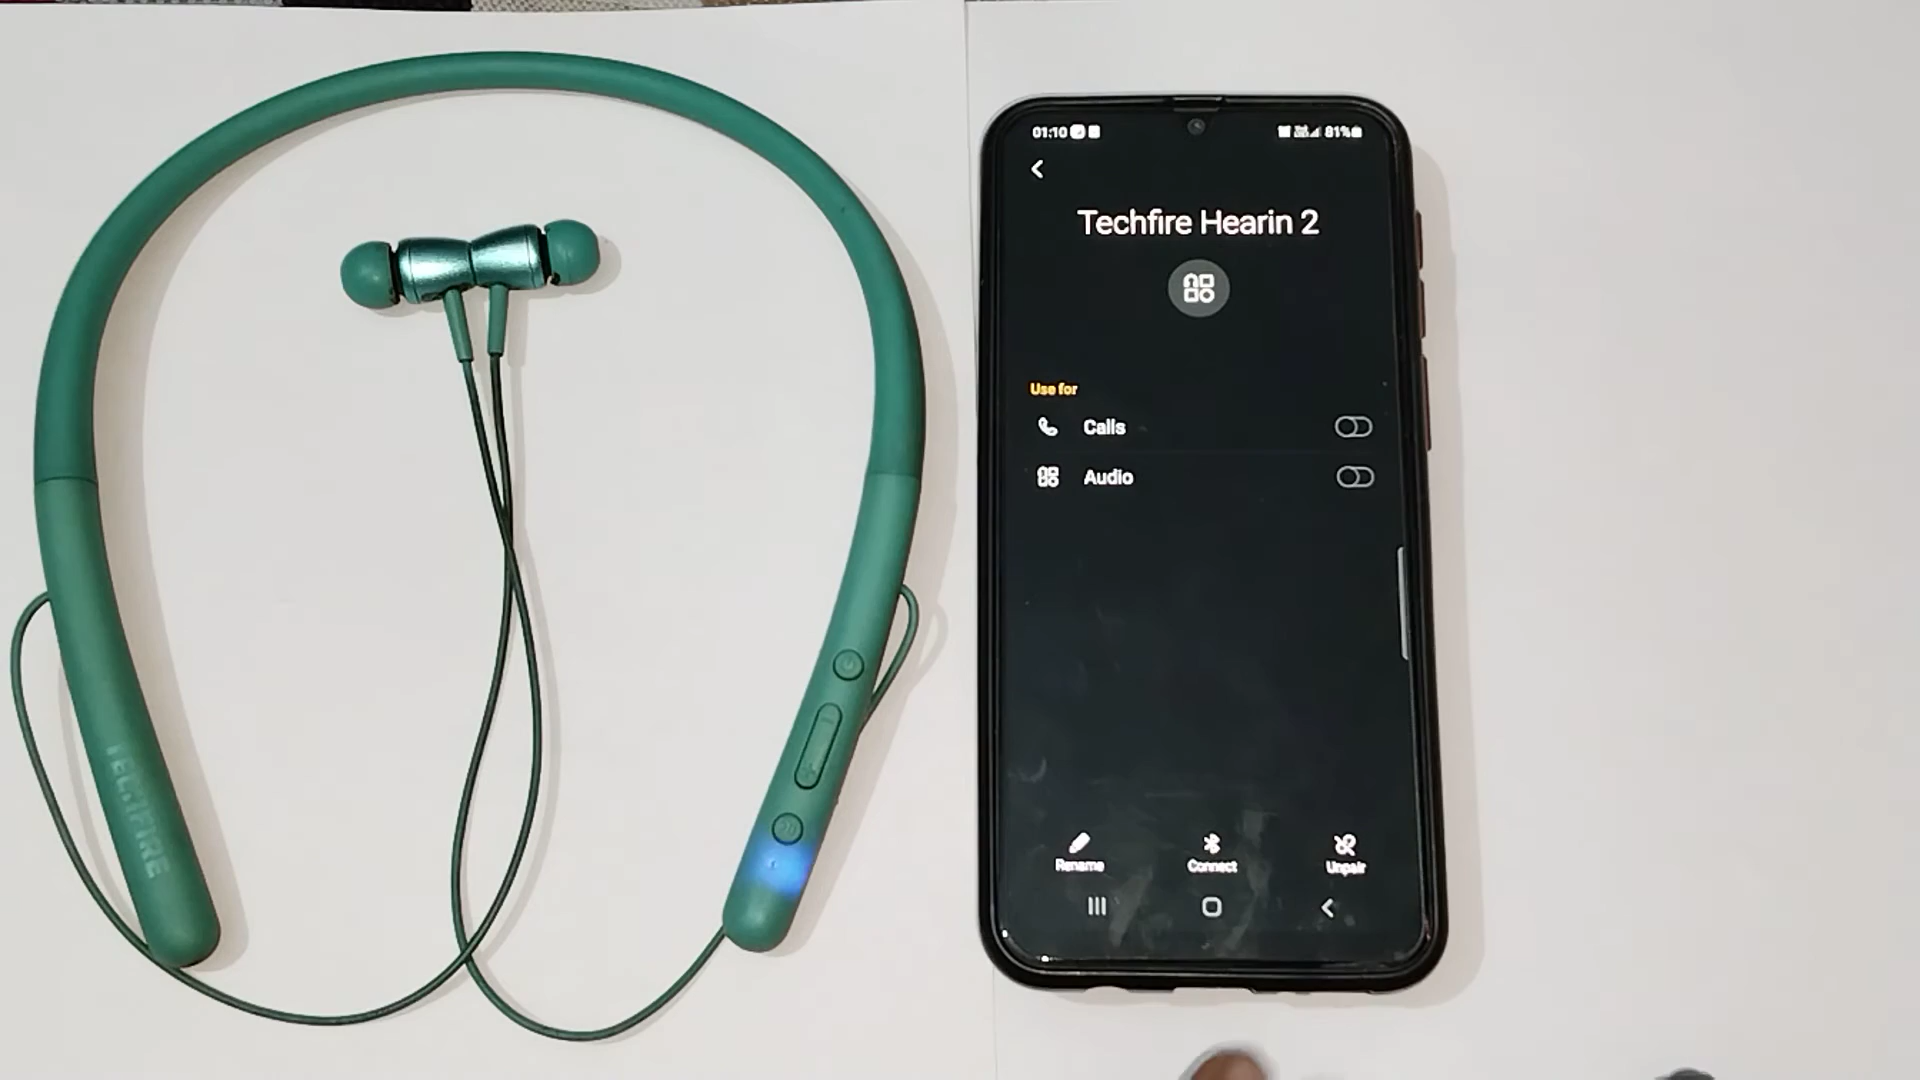 TECHFIRE
01:10
81%
Techfire Hearin 2
Use for
Calls
Audio
Rename
Connect
Unpair